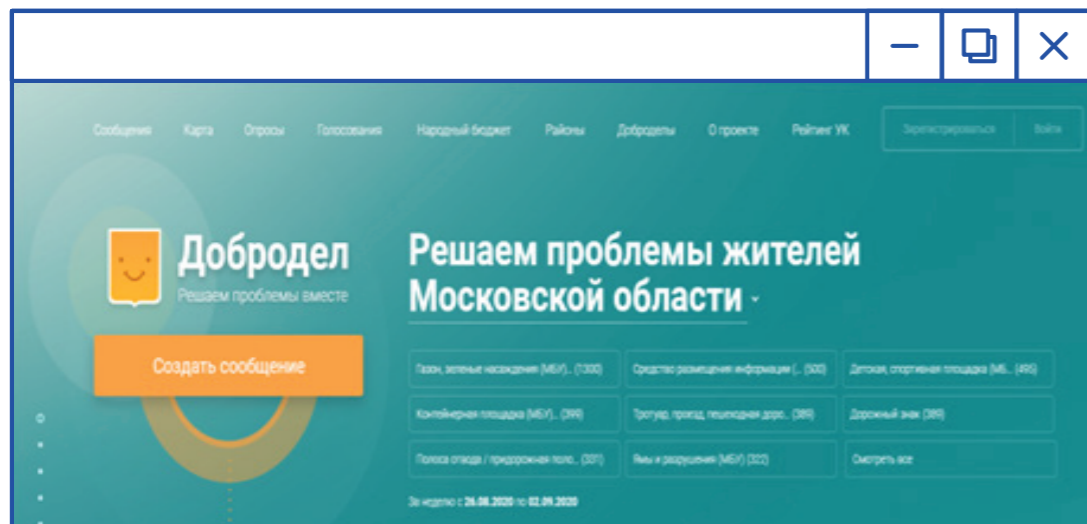 Сообщения Карта Опросы Голосования Народный бюджет Районы Доброделы О проекте Рейтинг УК Зарегистрироваться Войти
Добродел
Решаем проблемы вместе
Создать сообщение
Решаем проблемы жителей
Московской области
Газон, зеленые насаждения (МБУ)... (1300) Средство размещения информации (... (500) Детская, спортивная площадка (МБ... (495)
Контейнерная площадка (МБУ)... (399) Тротуар, проезд, пешеходная доро... (389) Дорожный знак (389)
Полоса отвода / придорожная поло... (331) Ямы и разрушения (МБУ) (322) Смотреть все
За неделю с 26.08.2020 по 02.09.2020